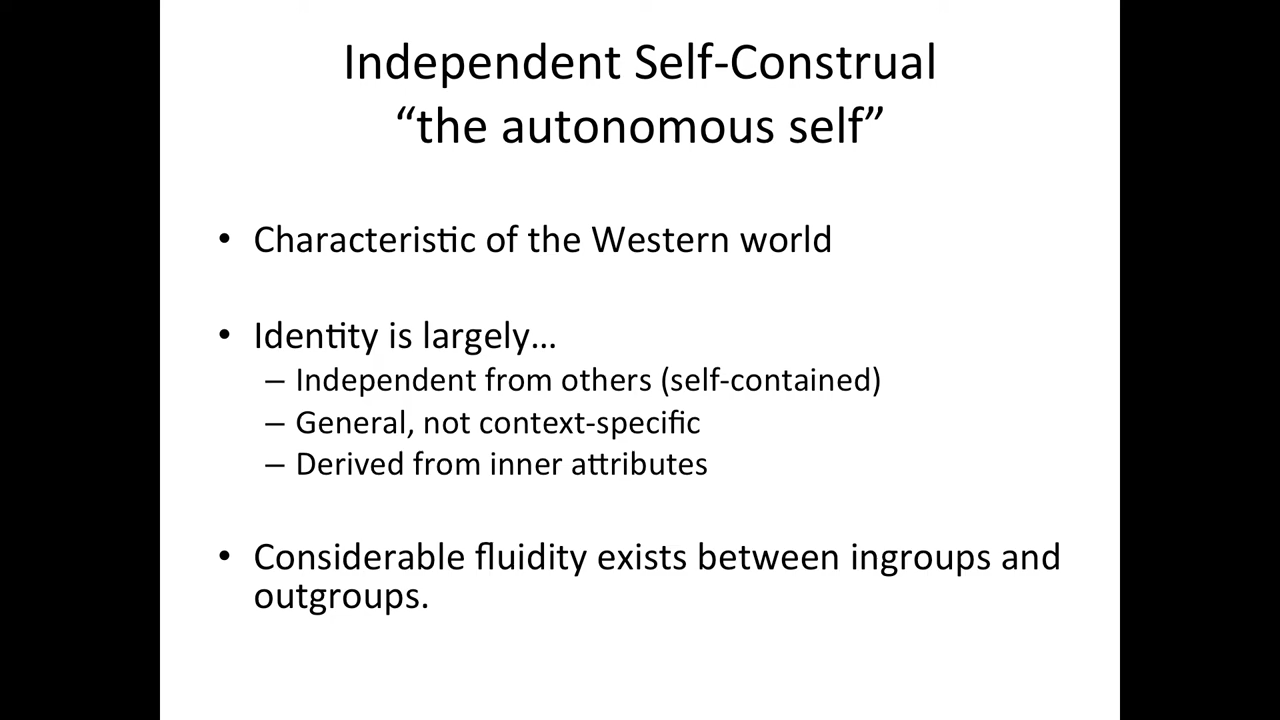 Independent Self-Construal
“the autonomous self”
• Characteristic of the Western world
• Identity is largely…
– Independent from others (self-contained)
– General, not context-specific
– Derived from inner attributes
• Considerable fluidity exists between ingroups and
outgroups.